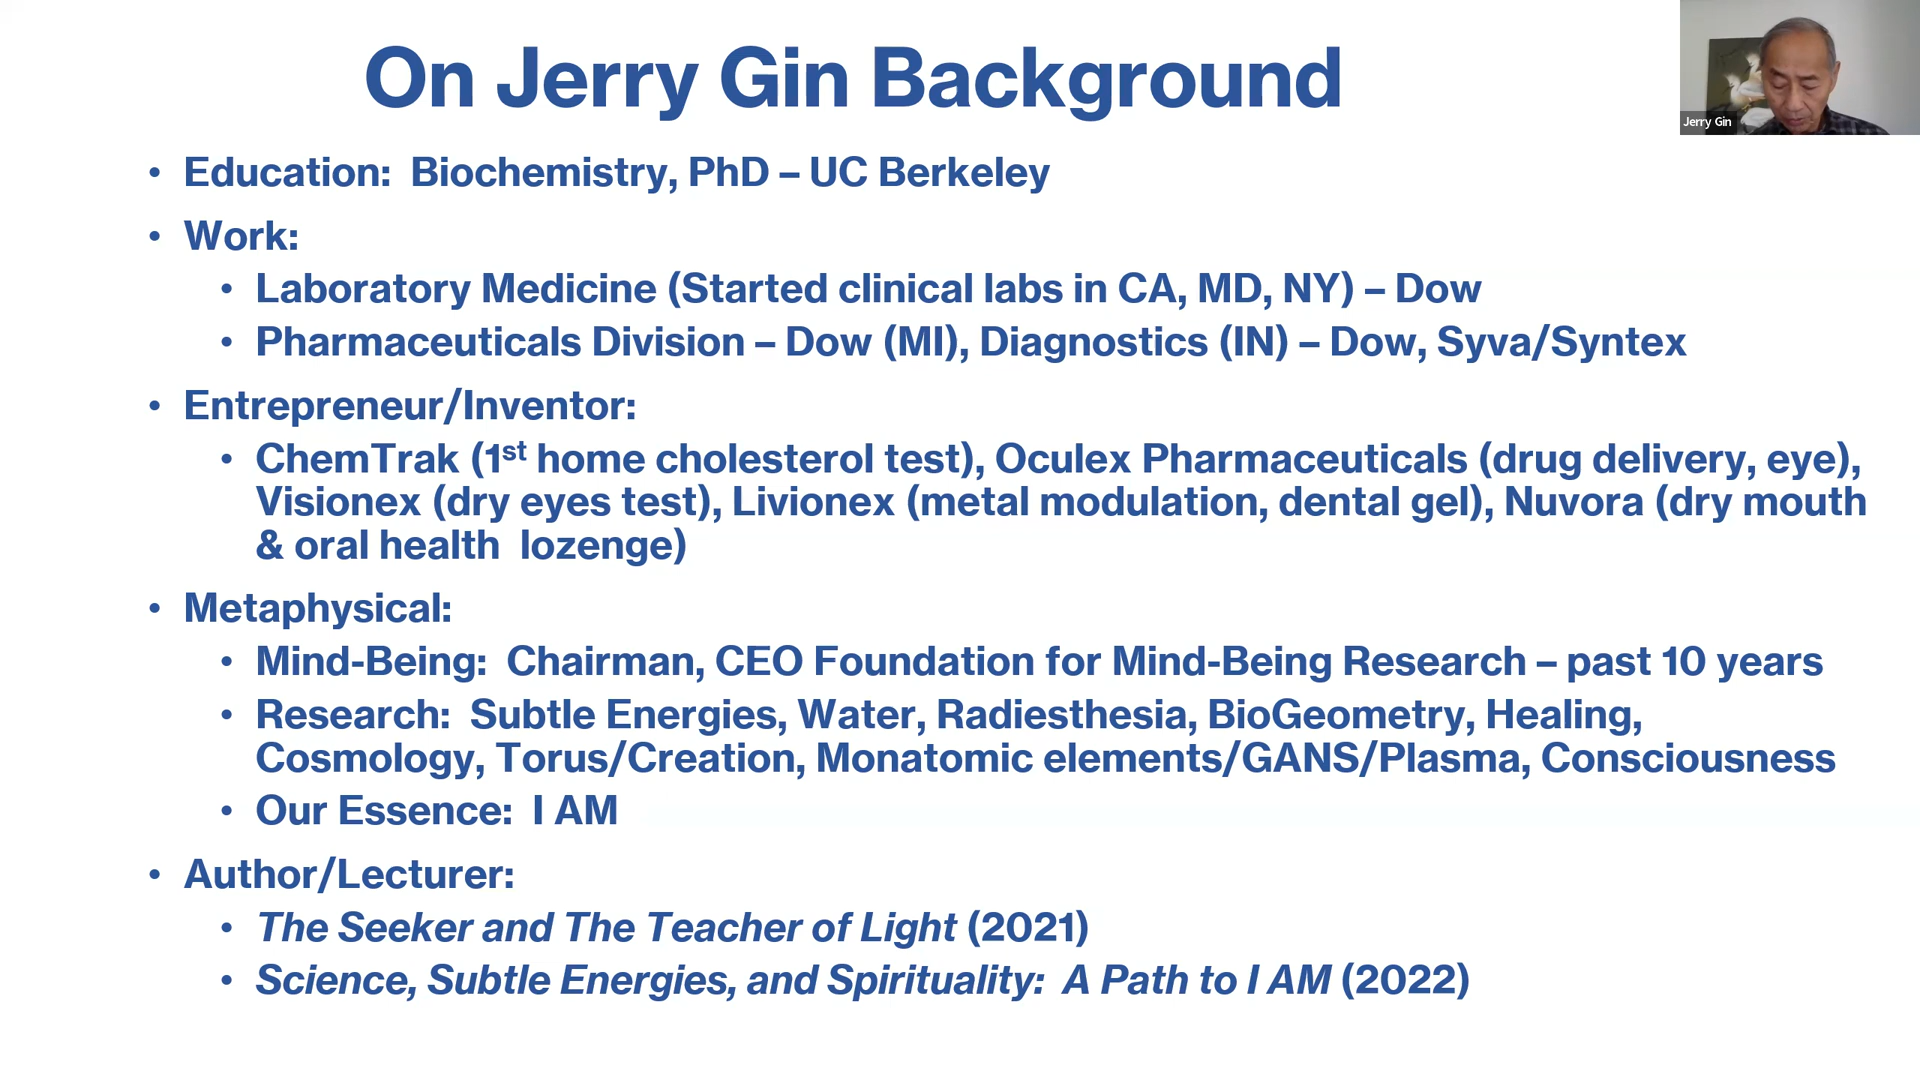 On Jerry Gin Background
Jerry Gin
• Education:  Biochemistry, PhD – UC Berkeley
• Work:
• Laboratory Medicine (Started clinical labs in CA, MD, NY) – Dow
• Pharmaceuticals Division – Dow (MI), Diagnostics (IN) – Dow, Syva/Syntex
• Entrepreneur/Inventor:
• ChemTrak (1st home cholesterol test), Oculex Pharmaceuticals (drug delivery, eye),
Visionex (dry eyes test), Livionex (metal modulation, dental gel), Nuvora (dry mouth
& oral health  lozenge)
• Metaphysical:
• Mind-Being:  Chairman, CEO Foundation for Mind-Being Research – past 10 years
• Research:  Subtle Energies, Water, Radiesthesia, BioGeometry, Healing,
Cosmology, Torus/Creation, Monatomic elements/GANS/Plasma, Consciousness
• Our Essence:  I AM
• Author/Lecturer:
• The Seeker and The Teacher of Light (2021)
• Science, Subtle Energies, and Spirituality:  A Path to I AM (2022)